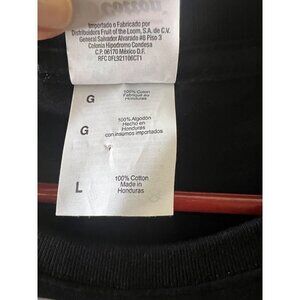 cotton
Importado o Fabricado por
Distribuidora Fruit of the Loom, S.A. de C.V.
General Salvador Alvarado #8 Piso 3
Colonia Hipodromo Condesa
C.P. 06170 México D.F.
RFC DFL921106CT1
G
100% Coton
Fabriqué au
Honduras
G
100% Algodón
Hecho en
Honduras
con insumos importados
L
100% Cotton
Made in
Honduras